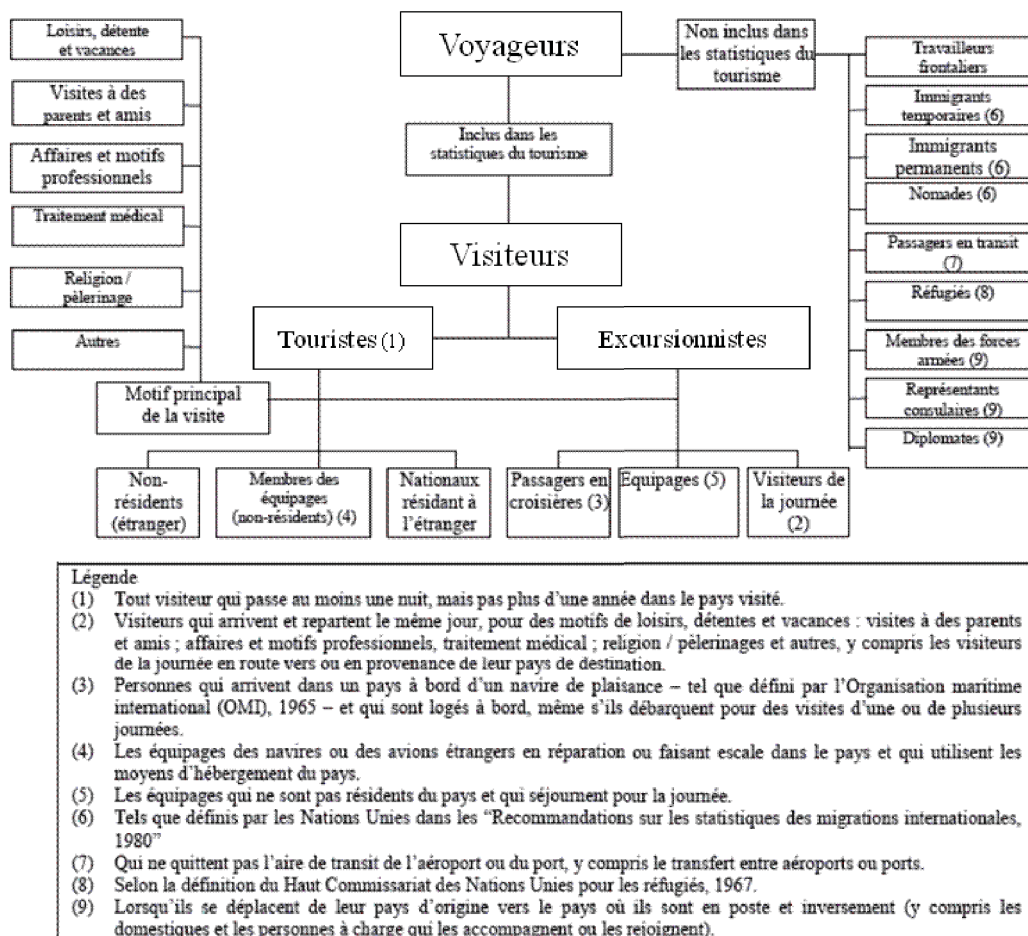 Voyageurs
Non inclus dans
les statistiques du
tourisme
Inclus dans les
statistiques du tourisme
Visiteurs
Touristes (1)
Excursionnistes
Loisirs, détente
et vacances
Visites à des
parents et amis
Affaires et motifs
professionnels
Traitement médical
Religion /
pèlerinage
Autres
Motif principal
de la visite
Travailleurs
frontaliers
Immigrants
temporaires (6)
Immigrants
permanents (6)
Nomades (6)
Passagers en transit
(7)
Réfugiés (8)
Membres des forces
armées (9)
Représentants
consulaires (9)
Diplomates (9)
Non-
résidents
(étranger)
Membres des
équipages
(non-résidents) (4)
Nationaux
résidant à
l’étranger
Passagers en
croisières (3)
Equipages (5)
Visiteurs de
la journée
(2)
Légende
(1) Tout visiteur qui passe au moins une nuit, mais pas plus d’une année dans le pays visité.
(2) Visiteurs qui arrivent et repartent le même jour, pour des motifs de loisirs, détentes et vacances : visites à des parents
et amis ; affaires et motifs professionnels, traitement médical ; religion / pèlerinages et autres, y compris les visiteurs
de la journée en route vers ou en provenance de leur pays de destination.
(3) Personnes qui arrivent dans un pays à bord d’un navire de plaisance – tel que défini par l’Organisation maritime
international (OMI), 1965 – et qui sont logés à bord, même s’ils débarquent pour des visites d’une ou de plusieurs
journées.
(4) Les équipages des navires ou des avions étrangers en réparation ou faisant escale dans le pays et qui utilisent les
moyens d’hébergement du pays.
(5) Les équipages qui ne sont pas résidents du pays et qui séjournent pour la journée.
(6) Tels que définis par les Nations Unies dans les “Recommandations sur les statistiques des migrations internationales,
1980”
(7) Qui ne quittent pas l’aire de transit de l’aéroport ou du port, y compris le transfert entre aéroports ou ports.
(8) Selon la définition du Haut Commissariat des Nations Unies pour les réfugiés, 1967.
(9) Lorsqu’ils se déplacent de leur pays d’origine vers le pays où ils sont en poste et inversement (y compris les
domestiques et les personnes à charge qui les accompagnent ou les rejoignent).